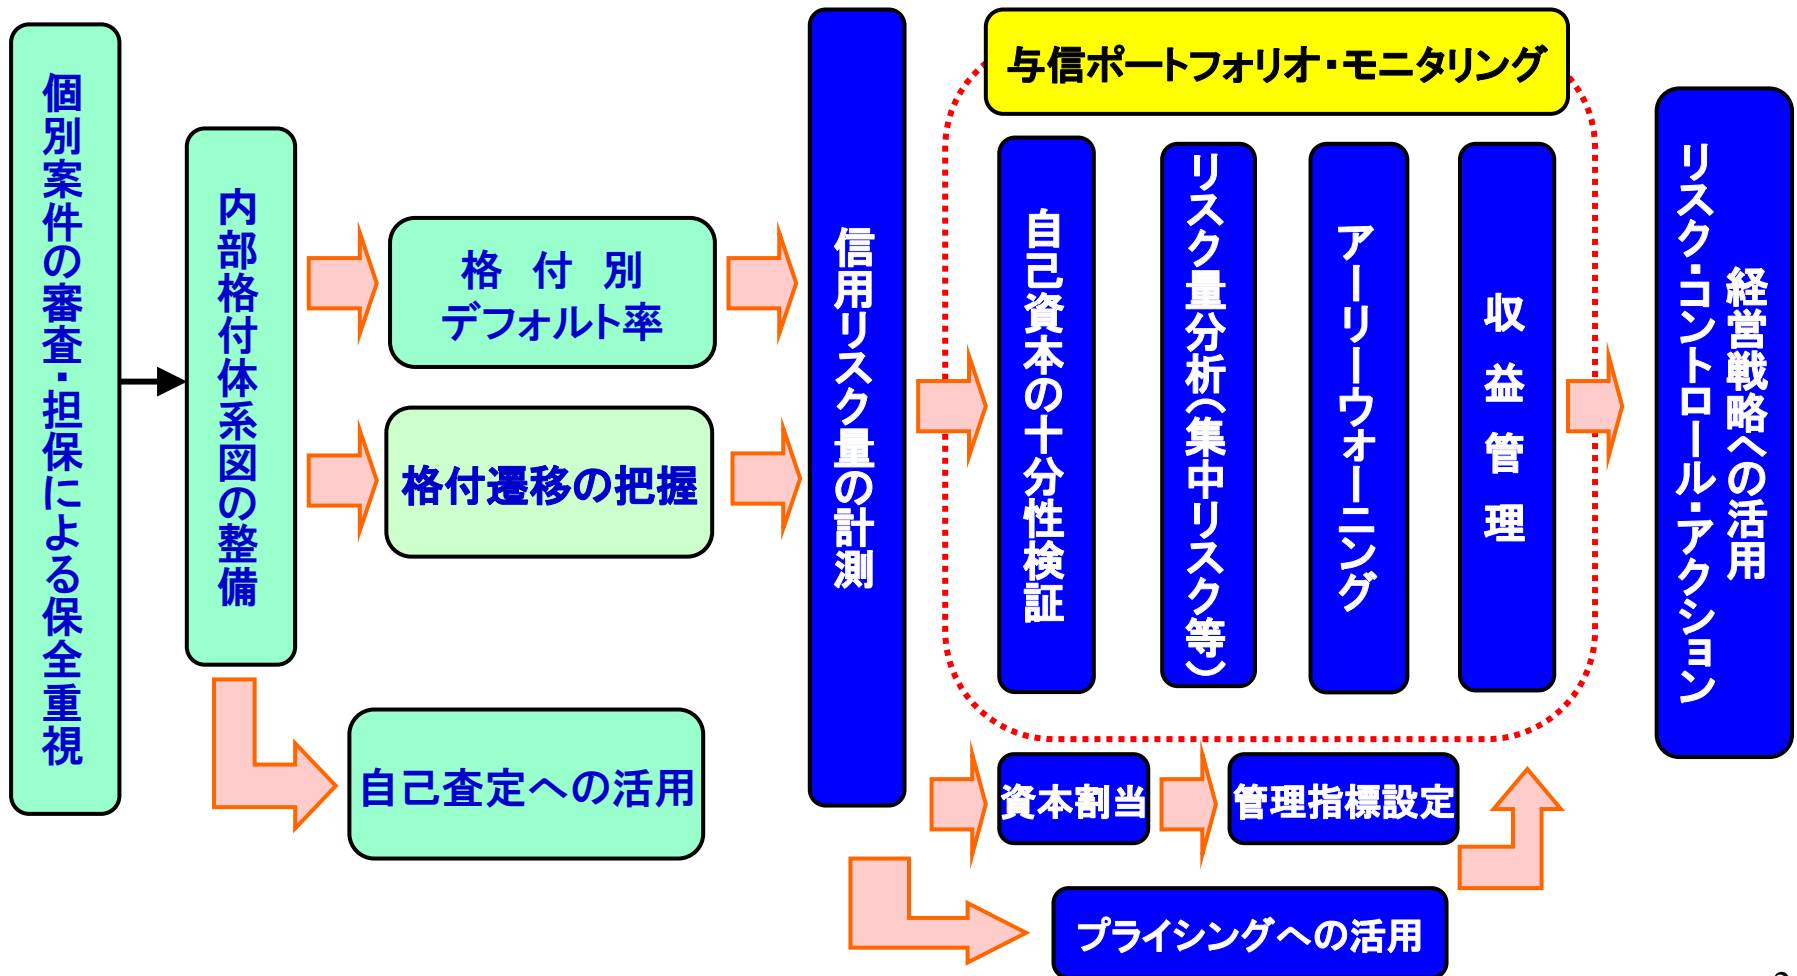 個別案件の審査・担保による保全重視
内部格付体系図の整備
格 付 別
デフォルト率
格付遷移の把握
自己査定への活用
信用リスク量の計測
与信ポートフォリオ・モニタリング
自己資本の十分性検証
リスク量分析(集中リスク等)
アーリーウォーニング
収益管理
資本割当
管理指標設定
プライシングへの活用
経営戦略への活用
リスク・コントロール・アクション